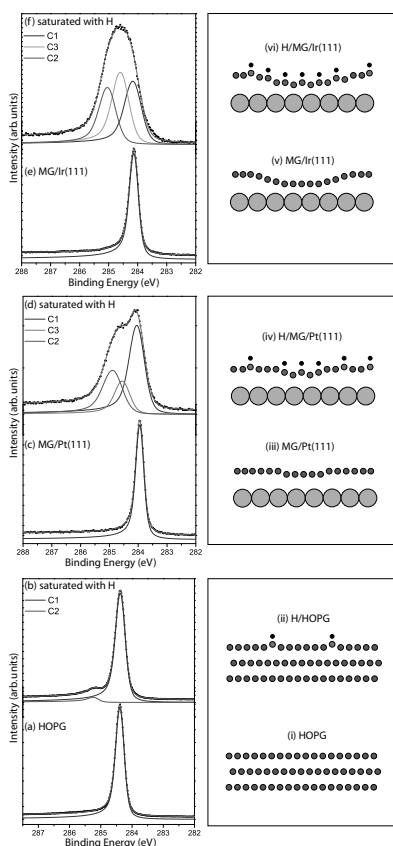 (f) saturated with H
C1
C3
C2
(e) MG/Ir(111)
Intensity (arb.units)
288 287 286 285 284 283 282
Binding Energy (eV)
(vi) H/MG/Ir(111)
(v) MG/Ir(111)
(d) saturated with H
C1
C3
C2
(c) MG/Pt(111)
Intensity (arb. units)
288 287 286 285 284 283 282
Binding Energy (eV)
(iv) H/MG/Pt(111)
(iii) MG/Pt(111)
(b) saturated with H
C1
C2
(a) HOPG
Intensity (arb.units)
287 286 285 284 283 282
Binding Energy (eV)
(ii) H/HOPG
(i) HOPG